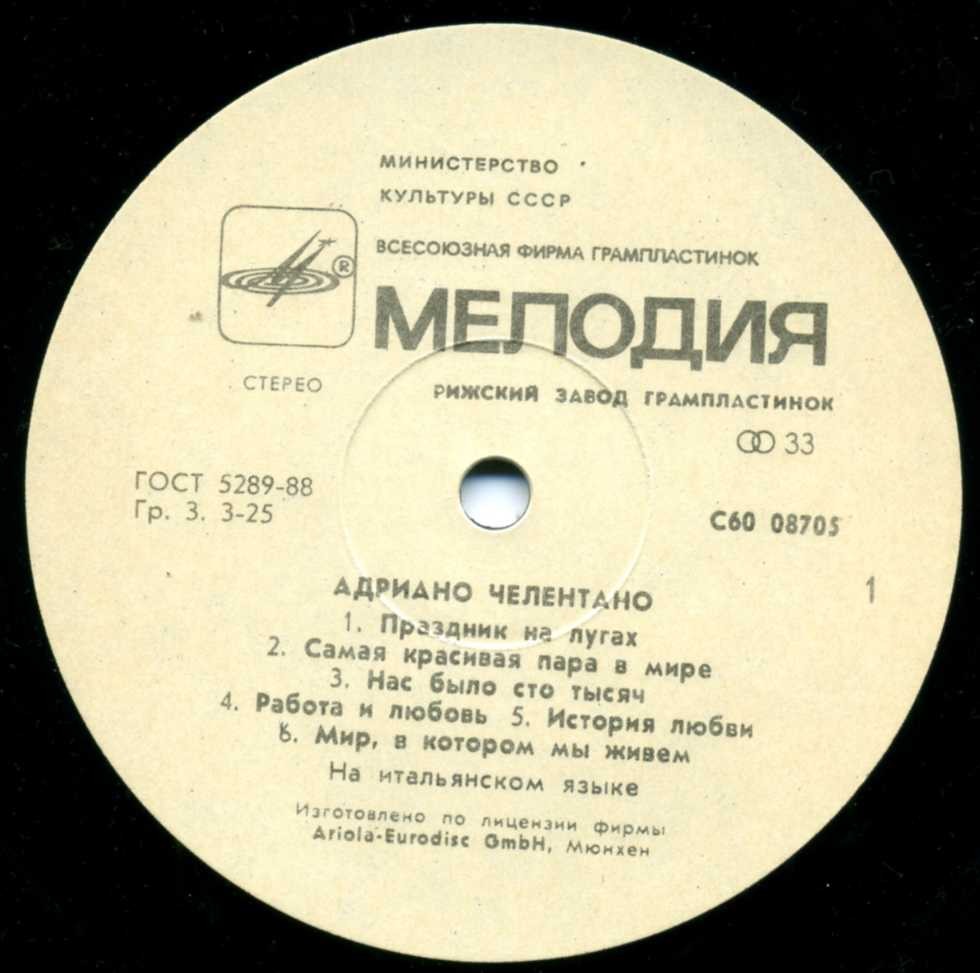 МИНИСТЕРСТВО
КУЛЬТУРЫ СССР
ВСЕСОЮЗНАЯ ФИРМА ГРАМПЛАСТИНОК
®
МЕЛОДИЯ
СТЕРЕО
РИЖСКИЙ ЗАВОД ГРАМПЛАСТИНОК
33
ГОСТ 5289-88
Гр. 3. 3-25
С60 08705
1
АДРИАНО ЧЕЛЕНТАНО
1. Праздник на лугах
2. Самая красивая пара в мире
3. Нас было сто тысяч
4. Работа и любовь 5. История любви
6. Мир, в котором мы живем
На итальянском языке
Изготовлено по лицензии фирмы
Ariola-Eurodisc GmbH, Мюнхен